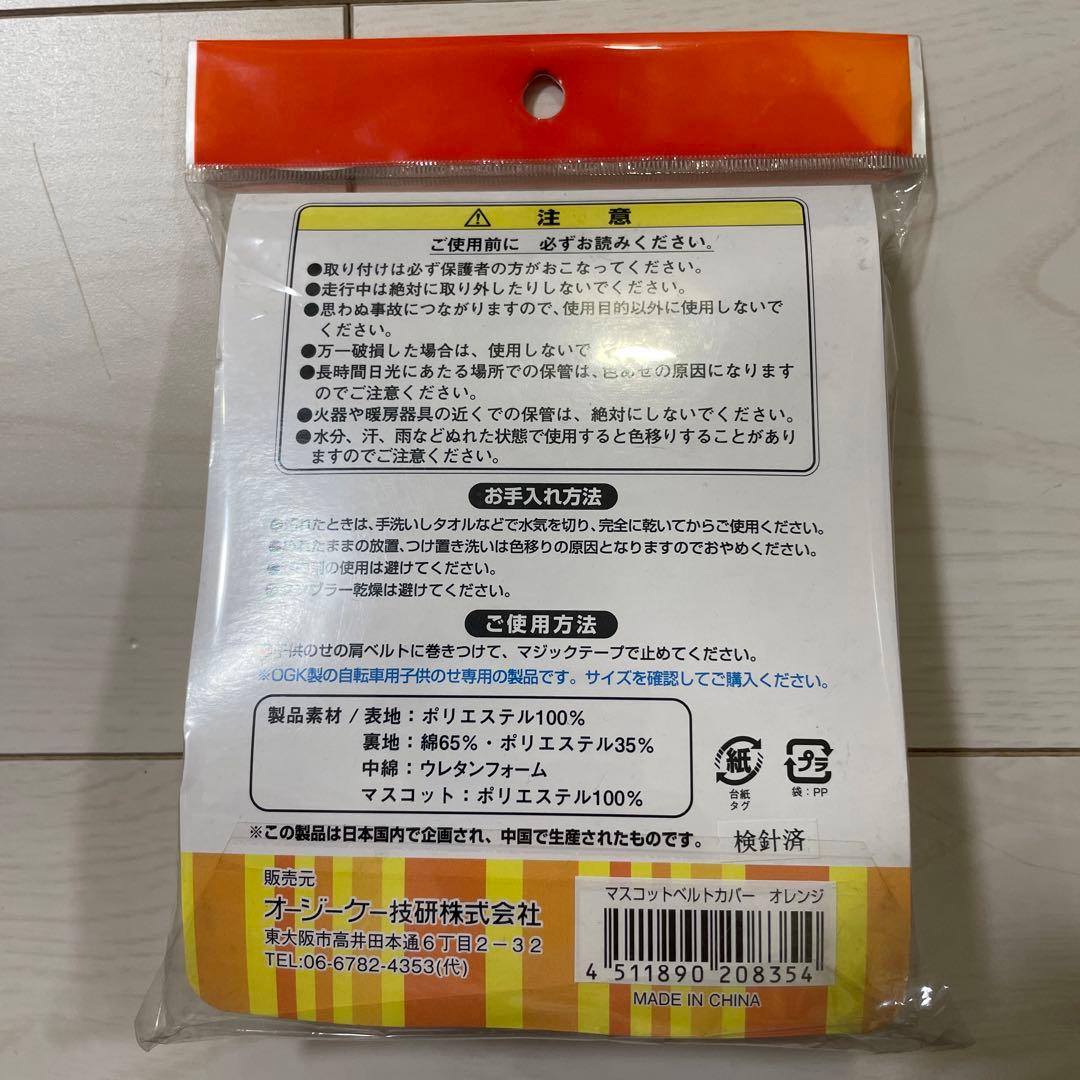 注意
ご使用前に 必ずお読みください。
●取り付けは必ず保護者の方がおこなってください。
●走行中は絶対に取り外したりしないでください。
●思わぬ事故につながりますので、使用目的以外に使用しないで
ください。
●万一破損した場合は、使用しないで
●長時間日光にあたる場所での保管は、色あせの原因になります
のでご注意ください。
●火器や暖房器具の近くでの保管は、絶対にしないでください。
●水分、汗、雨などぬれた状態で使用すると色移りすることがあり
ますのでご注意ください。
お手入れ方法
れたときは、手洗いしタオルなどで水気を切り、完全に乾いてからご使用ください。
れたままの放置、つけ置き洗いは色移りの原因となりますのでおやめください。
の使用は避けてください。
ブラー乾燥は避けてください。
ご使用方法
子供のせの肩ベルトに巻きつけて、マジックテープで止めてください。
※OGK製の自転車用子供のせ専用の製品です。サイズを確認してご購入ください。
製品素材/表地:ポリエステル100%
裏地:綿65%・ポリエステル35%
中綿:ウレタンフォーム
マスコット:ポリエステル100%
紙
台紙
タグ
プラ
袋:PP
※この製品は日本国内で企画され、中国で生産されたものです。
検針済
販売元
オージーケー技研株式会社
東大阪市高井田本通6丁目2-32
TEL:06-6782-4353(代)
マスコットベルトカバー オレンジ
4 511890 208354
MADE IN CHINA